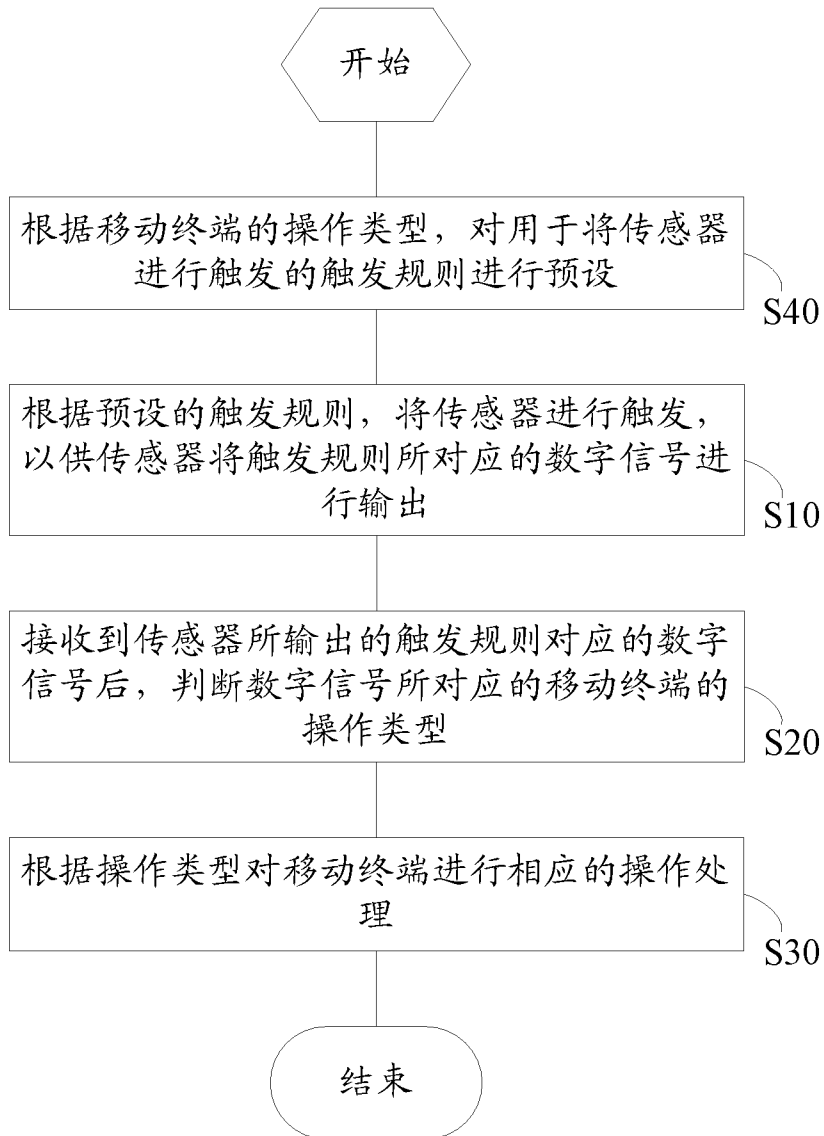 开始
根据移动终端的操作类型，对用于将传感器
进行触发的触发规则进行预设
S40
根据预设的触发规则，将传感器进行触发，
以供传感器将触发规则所对应的数字信号进
行输出
S10
接收到传感器所输出的触发规则对应的数字
信号后，判断数字信号所对应的移动终端的
操作类型
S20
根据操作类型对移动终端进行相应的操作处
理
S30
结束